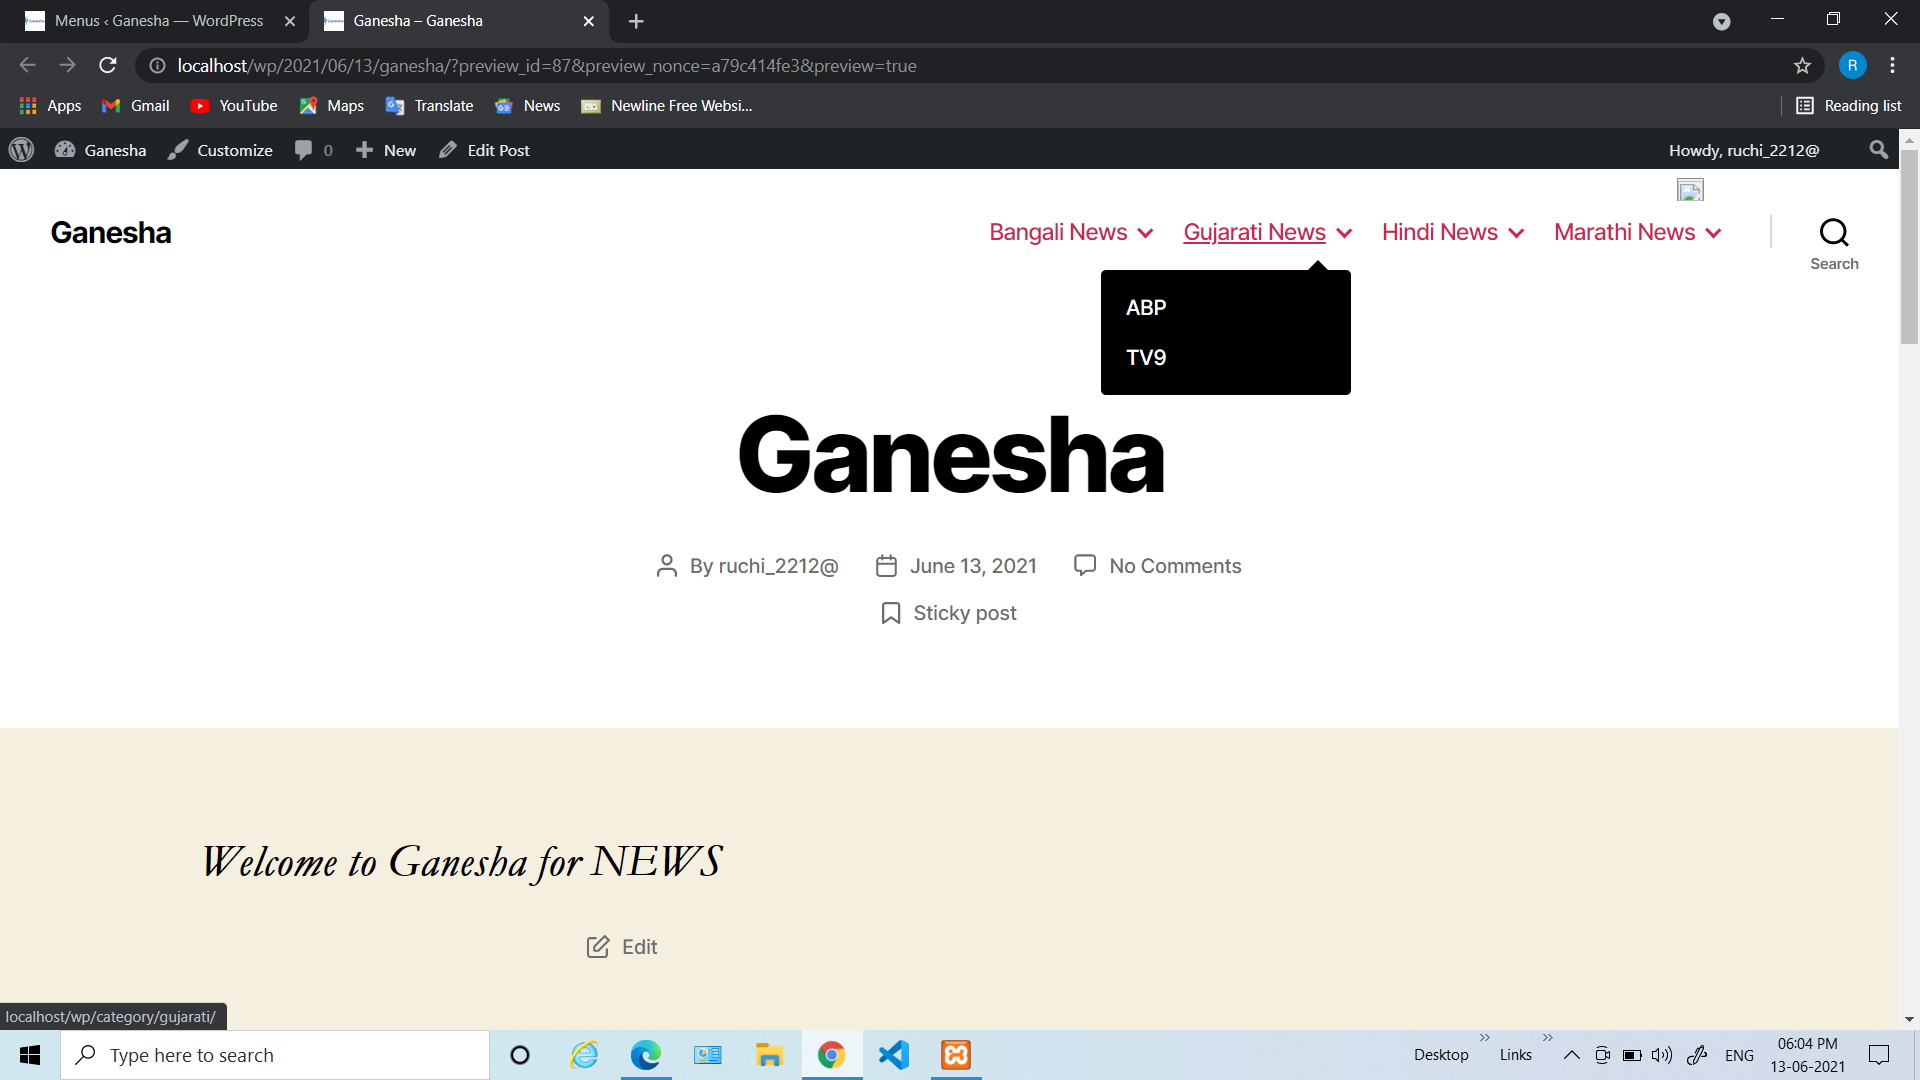 Menus ‹ Ganesha — WordPress
Ganesha – Ganesha
localhost/wp/2021/06/13/ganesha/?preview_id=87&preview_nonce=a79c414fe3&preview=true
R
Apps
Gmail
YouTube
Maps
Translate
News
Newline Free Websi...
Reading list
Ganesha
Customize
0
New
Edit Post
Howdy, ruchi_2212@
Ganesha
Bangali News
Gujarati News
Hindi News
Marathi News
Search
ABP
TV9
Ganesha
By ruchi_2212@
June 13, 2021
No Comments
Sticky post
Welcome to Ganesha for NEWS
Edit
localhost/wp/category/gujarati/
Type here to search
Desktop
Links
ENG
06:04 PM
13-06-2021